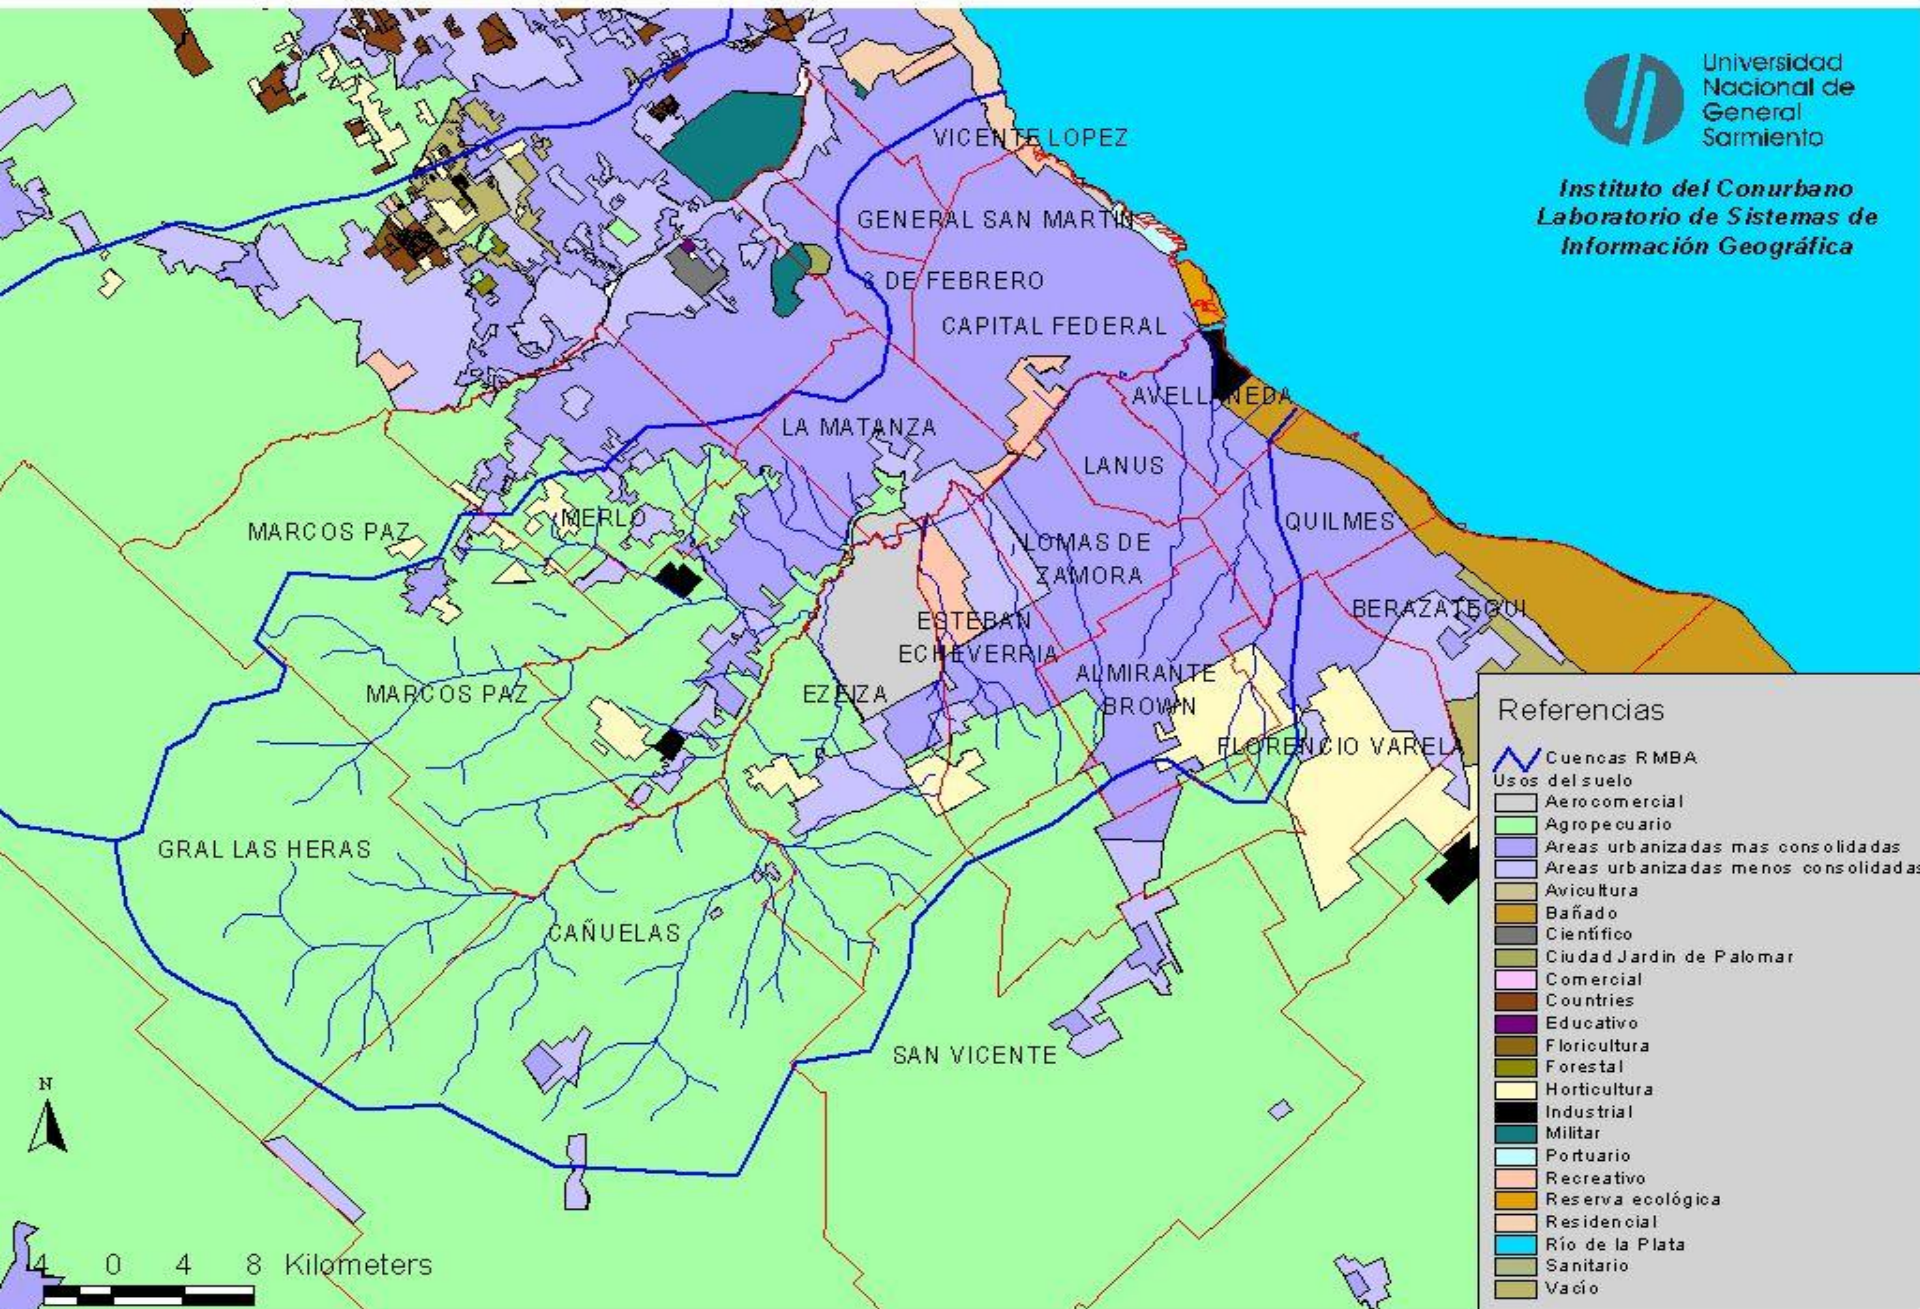 Universidad
Nacional de
General
Sarmiento
Instituto del Conurbano
Laboratorio de Sistemas de
Información Geográfica
VICENTE LOPEZ
GENERAL SAN MARTIN
3 DE FEBRERO
CAPITAL FEDERAL
AVELLANEDA
LA MATANZA
LANUS
MARCOS PAZ
MERLO
QUILMES
LOMAS DE
ZAMORA
BERAZATEGUI
ESTEBAN
ECHEVERRIA
ALMIRANTE
BROWN
MARCOS PAZ
EZEIZA
FLORENCIO VARELA
GRAL LAS HERAS
CAÑUELAS
SAN VICENTE
N
4 0 4 8 Kilometers
Referencias
Cuencas RMBA
Usos del suelo
Aerocomercial
Agropecuario
Areas urbanizadas mas consolidadas
Areas urbanizadas menos consolidadas
Avicultura
Bañado
Científico
Ciudad Jardin de Palomar
Comercial
Countries
Educativo
Floricultura
Forestal
Horticultura
Industrial
Militar
Portuario
Recreativo
Reserva ecológica
Residencial
Río de la Plata
Sanitario
Vacío